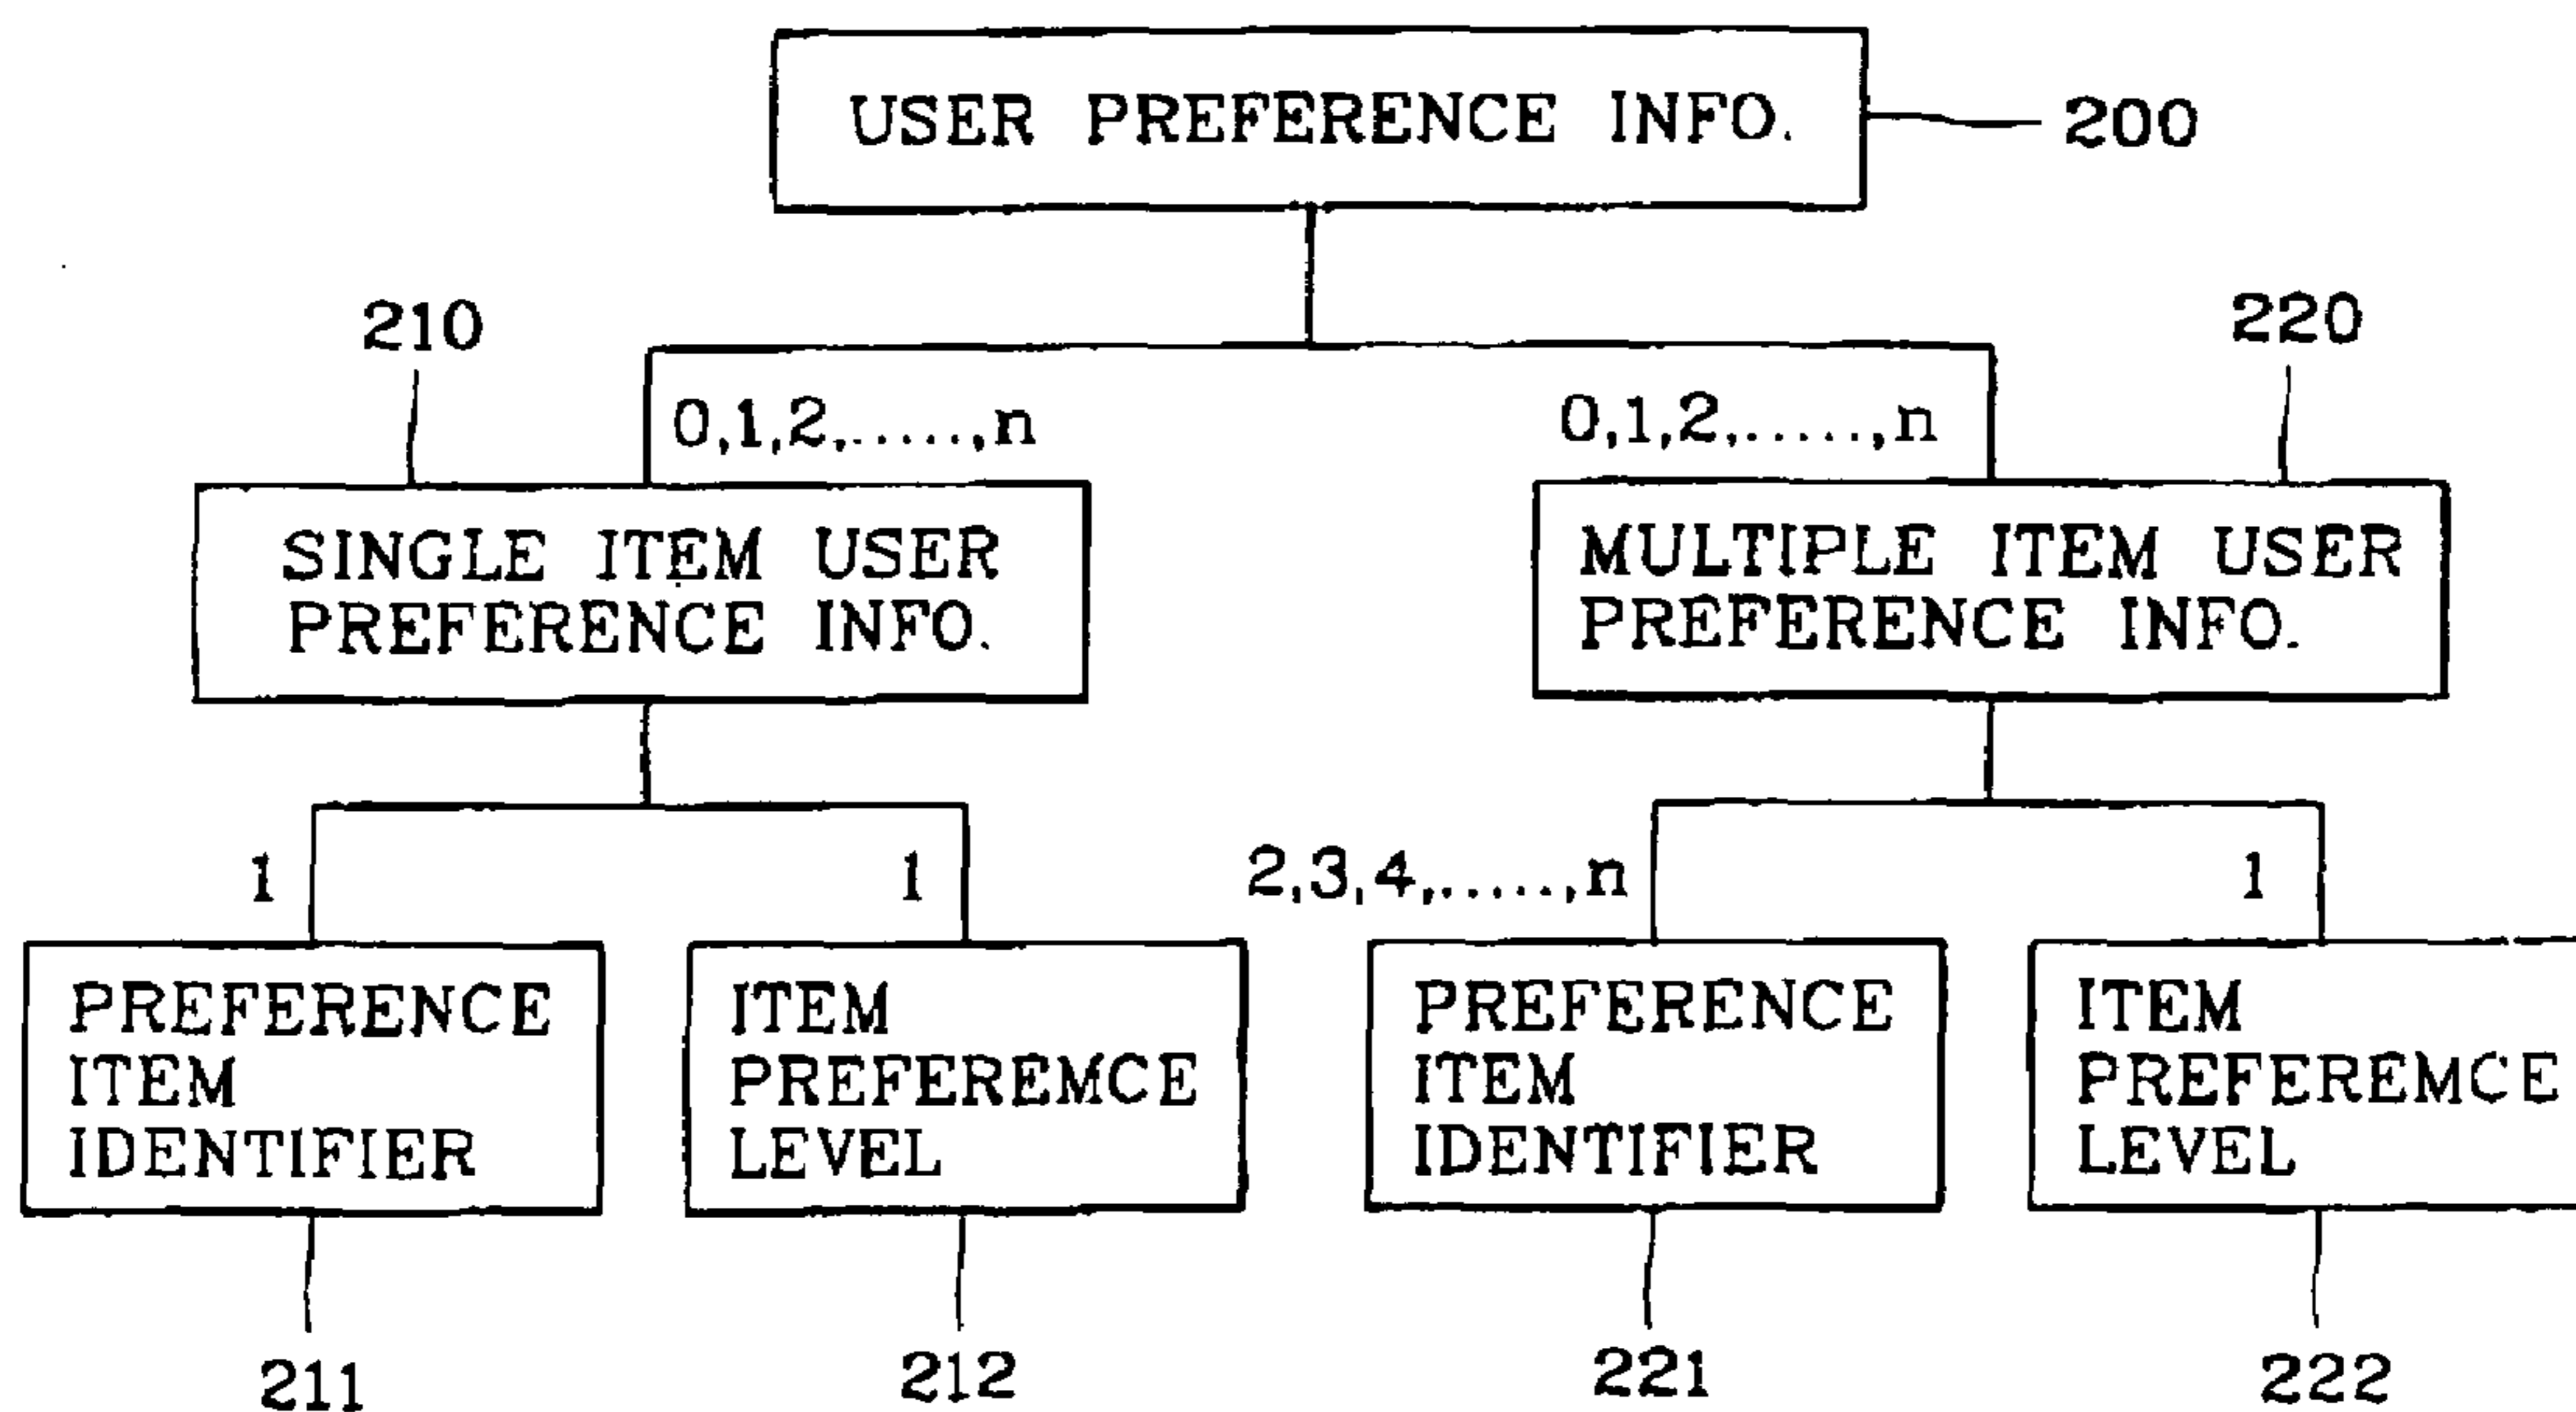 USER PREFERENCE INFO.
200
210
220
0,1,2,.....,n
0,1,2,.....,n
SINGLE ITEM USER
PREFERENCE INFO.
MULTIPLE ITEM USER
PREFERENCE INFO.
1
1
2,3,4,.....,n
1
PREFERENCE
ITEM
IDENTIFIER
ITEM
PREFEREMCE
LEVEL
PREFERENCE
ITEM
IDENTIFIER
ITEM
PREFEREMCE
LEVEL
211
212
221
222